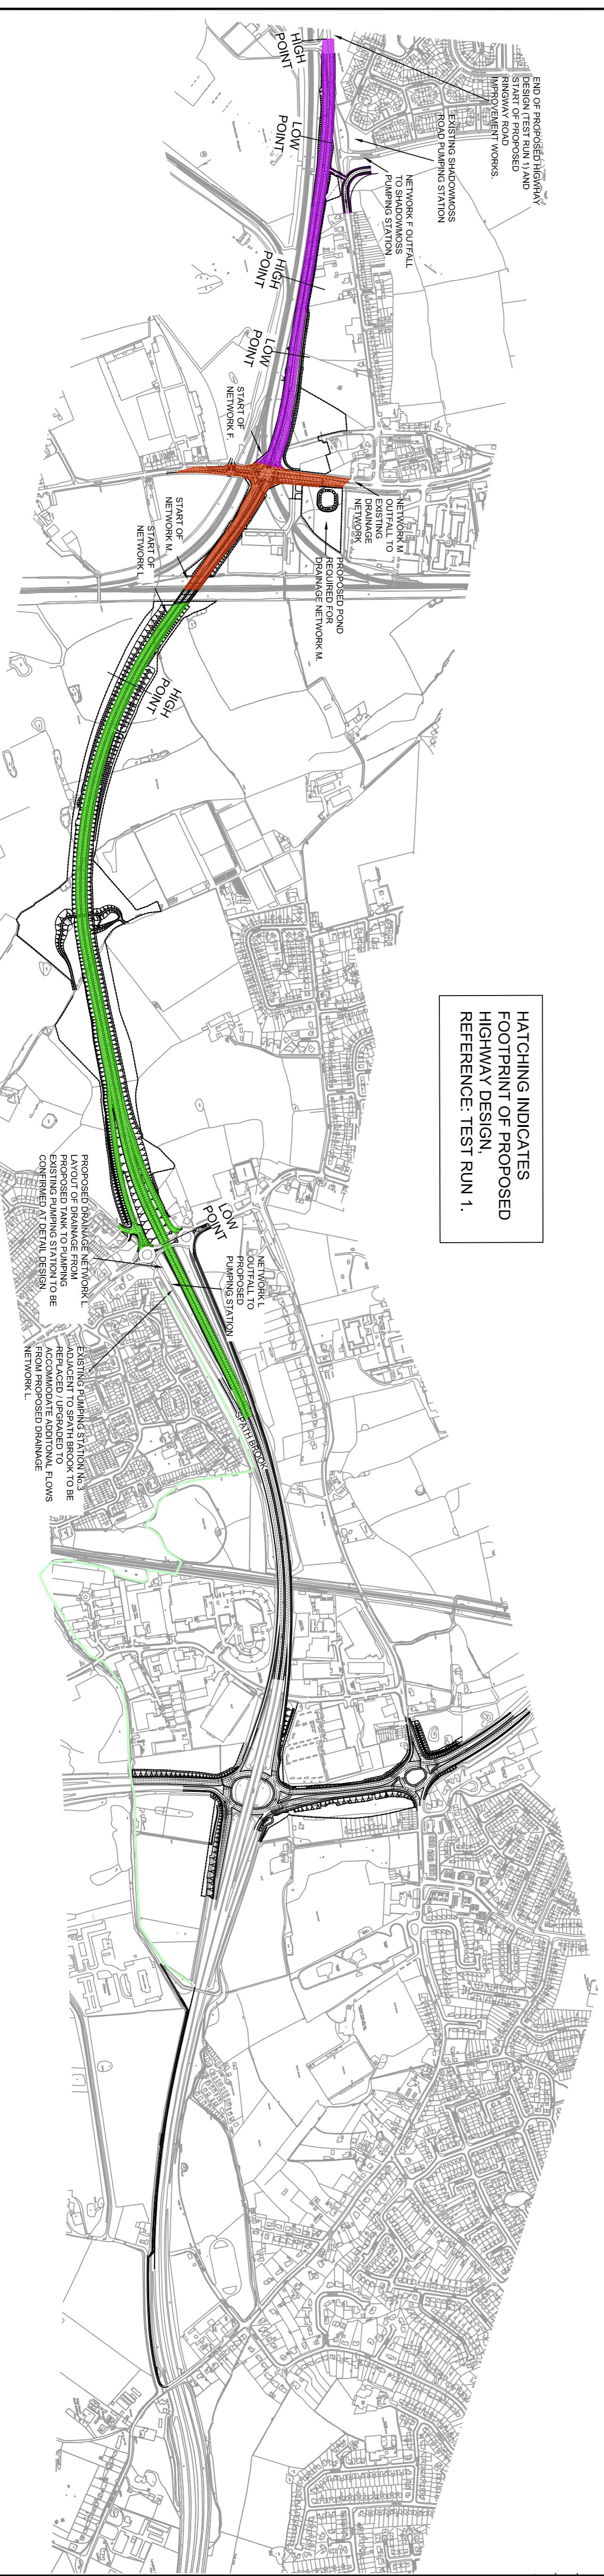 END OF PROPOSED HIGWHAY
DESIGN (TEST RUN 1) AND
START OF PROPOSED
RINGWAY ROAD
IMPROVEMENT WORKS.
EXISTING SHADOWMOSS
ROAD PUMPING STATION
NETWORK F OUTFALL
TO SHADOWMOSS
PUMPING STATION
HIGH
POINT
LOW
POINT
HIGH
POINT
LOW
POINT
START OF
NETWORK F.
NETWORK M
OUTFALL TO
EXISTING
DRAINAGE
NETWORK
PROPOSED POND
REQUIRED FOR
DRAINAGE NETWORK M.
START OF
NETWORK M.
START OF
NETWORK L.
HIGH
POINT
HATCHING INDICATES
FOOTPRINT OF PROPOSED
HIGHWAY DESIGN,
REFERENCE: TEST RUN 1.
LOW
POINT
NETWORK L
OUTFALL TO
PROPOSED
PUMPING STATION
PROPOSED DRAINAGE NETWORK L.
LAYOUT OF DRAINAGE FROM
PROPOSED TANK TO PUMPING
EXISTING PUMPING STATION TO BE
CONFIRMED AT DETAIL DESIGN.
SPATH BROOK
EXISTING PUMPING STATION No.3
ADJACENT TO SPATH BROOK TO BE
REPLACED / UPGRADED TO
ACCOMMODATE ADDITONAL FLOWS
FROM PROPOSED DRAINAGE
NETWORK L.